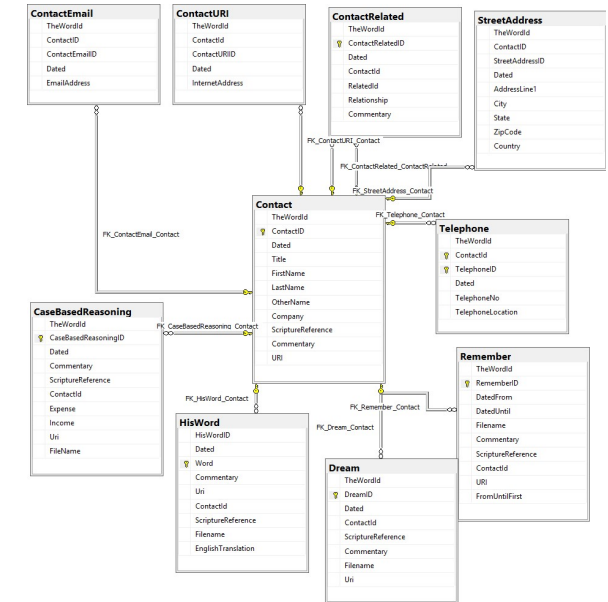 ContactEmail
TheWordId
ContactID
ContactEmailID
Dated
EmailAddress
ContactURI
TheWordId
ContactId
ContactURIID
Dated
InternetAddress
ContactRelated
TheWordId
ContactRelatedID
Dated
ContactId
RelatedId
Relationship
Commentary
StreetAddress
TheWordId
ContactID
StreetAddressID
Dated
AddressLine1
City
State
ZipCode
Country
FK_ContactURI_Contact
FK_ContactRelated_ContactRelated
FK_StreetAddress_Contact
FK_Telephone_Contact
FK_ContactEmail_Contact
Contact
TheWordId
ContactID
Dated
Title
FirstName
LastName
OtherName
Company
ScriptureReference
Commentary
URI
Telephone
TheWordId
ContactId
TelephoneID
Dated
TelephoneNo
TelephoneLocation
CaseBasedReasoning
TheWordId
CaseBasedReasoningID
Dated
Commentary
ScriptureReference
ContactId
Expense
Income
Uri
FileName
FK_CaseBasedReasoning_Contact
FK_HisWord_Contact
FK_Remember_Contact
FK_Dream_Contact
HisWord
HisWordID
Dated
Word
Commentary
Uri
ContactId
ScriptureReference
Filename
EnglishTranslation
Dream
TheWordId
DreamID
Dated
ContactId
ScriptureReference
Commentary
Filename
Uri
Remember
TheWordId
RememberID
DatedFrom
DatedUntil
Filename
Commentary
ScriptureReference
ContactId
URI
FromUntilFirst